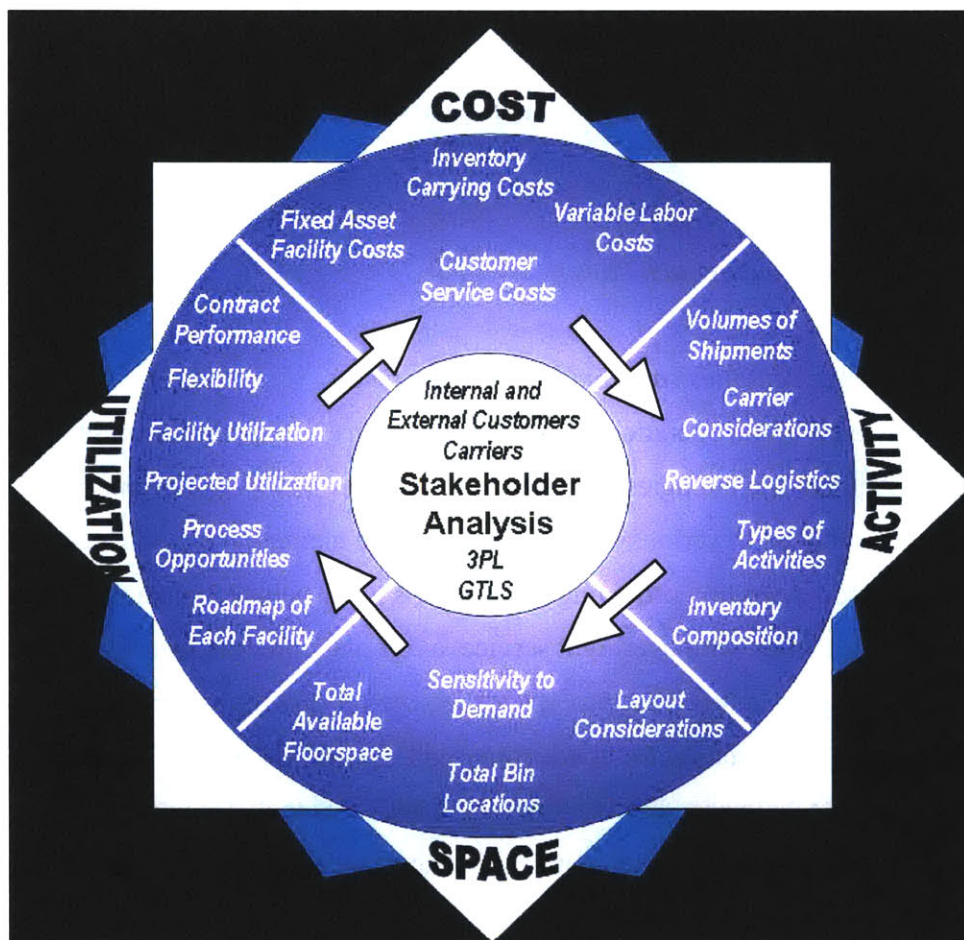 COST
Inventory
Carrying Costs
Fixed Asset
Facility Costs
Variable Labor
Costs
Customer
Service Costs
Contract
Performance
Flexibility
Facility Utilization
Projected Utilization
Process
Opportunities
Roadmap of
Each Facility
UTILIZATION
Internal and
External Customers
Carriers
Stakeholder
Analysis
3PL
GTLS
Volumes of
Shipments
Carrier
Considerations
Reverse Logistics
Types of
Activities
Inventory
Composition
ACTIVITY
Sensitivity to
Demand
Layout
Considerations
Total
Available
Floorspace
Total Bin
Locations
SPACE